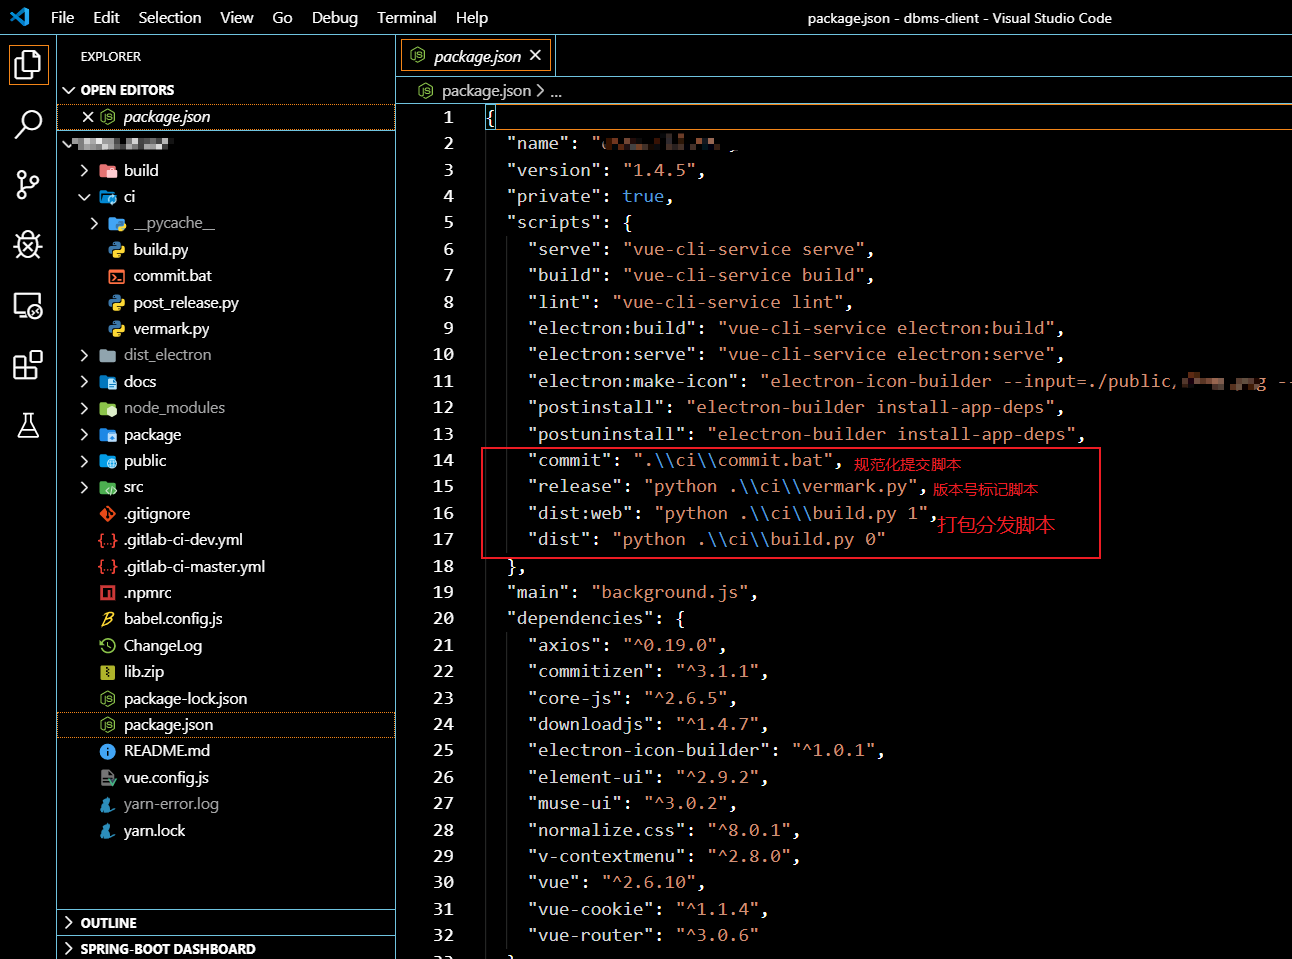 File Edit Selection View Go Debug Terminal Help
package.json - dbms-client - Visual Studio Code
EXPLORER
OPEN EDITORS
package.json
build
ci
__pycache__
build.py
commit.bat
post_release.py
vermark.py
dist_electron
docs
node_modules
package
public
src
.gitignore
.gitlab-ci-dev.yml
.gitlab-ci-master.yml
.npmrc
babel.config.js
ChangeLog
lib.zip
package-lock.json
package.json
README.md
vue.config.js
yarn-error.log
yarn.lock
OUTLINE
SPRING-BOOT DASHBOARD
package.json
package.json > ...
1 {
2 "name": "
3 "version": "1.4.5",
4 "private": true,
5 "scripts": {
6 "serve": "vue-cli-service serve",
7 "build": "vue-cli-service build",
8 "lint": "vue-cli-service lint",
9 "electron:build": "vue-cli-service electron:build",
10 "electron:serve": "vue-cli-service electron:serve",
11 "electron:make-icon": "electron-icon-builder --input=./public/
12 "postinstall": "electron-builder install-app-deps",
13 "postuninstall": "electron-builder install-app-deps",
14 "commit": ".\\ci\\commit.bat", 规范化提交脚本
15 "release": "python .\\ci\\vermark.py", 版本号标记脚本
16 "dist:web": "python .\\ci\\build.py 1", 打包分发脚本
17 "dist": "python .\\ci\\build.py 0"
18 },
19 "main": "background.js",
20 "dependencies": {
21 "axios": "^0.19.0",
22 "commitizen": "^3.1.1",
23 "core-js": "^2.6.5",
24 "downloadjs": "^1.4.7",
25 "electron-icon-builder": "^1.0.1",
26 "element-ui": "^2.9.2",
27 "muse-ui": "^3.0.2",
28 "normalize.css": "^8.0.1",
29 "v-contextmenu": "^2.8.0",
30 "vue": "^2.6.10",
31 "vue-cookie": "^1.1.4",
32 "vue-router": "^3.0.6"